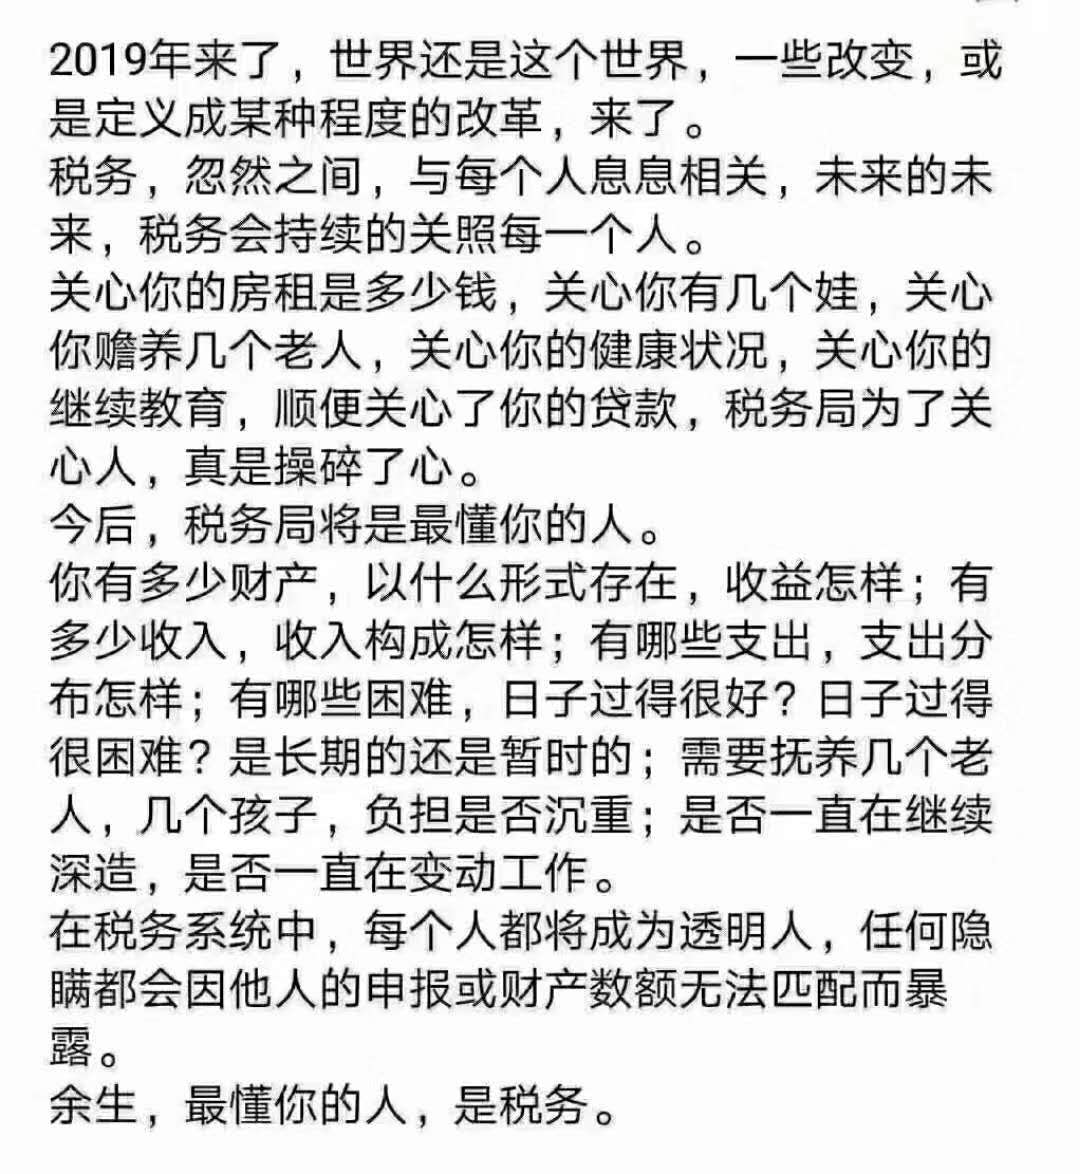 2019年来了，世界还是这个世界，一些改变，或
是定义成某种程度的改革，来了。
税务，忽然之间，与每个人息息相关，未来的未
来，税务会持续的关照每一个人。
关心你的房租是多少钱，关心你有几个娃，关心
你赡养几个老人，关心你的健康状况，关心你的
继续教育，顺便关心了你的贷款，税务局为了关
心人，真是操碎了心。
今后，税务局将是最懂你的人。
你有多少财产，以什么形式存在，收益怎样；有
多少收入，收入构成怎样；有哪些支出，支出分
布怎样；有哪些困难，日子过得很好？日子过得
很困难？是长期的还是暂时的；需要抚养几个老
人，几个孩子，负担是否沉重；是否一直在继续
深造，是否一直在变动工作。
在税务系统中，每个人都将成为透明人，任何隐
瞒都会因他人的申报或财产数额无法匹配而暴
露。
余生，最懂你的人，是税务。